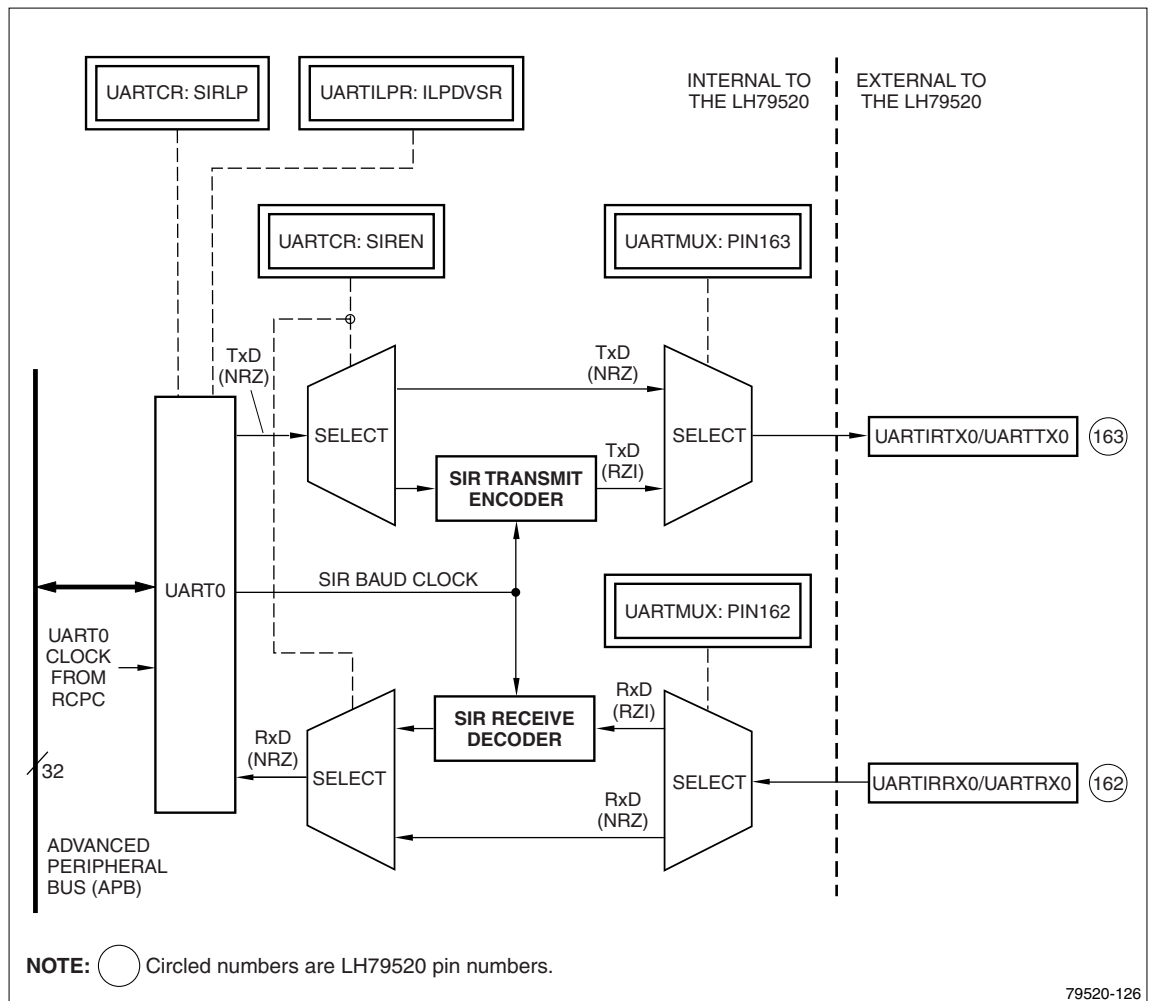 UARTCR: SIRLP
UARTILPR: ILPDVSR
INTERNAL TO
THE LH79520
EXTERNAL TO
THE LH79520
UARTCR: SIREN
UARTMUX: PIN163
TxD
(NRZ)
TxD
(NRZ)
SELECT
SELECT
UARTIRTX0/UARTTX0
163
TxD
(RZI)
SIR TRANSMIT
ENCODER
SIR BAUD CLOCK
UART0
UARTMUX: PIN162
UART0
CLOCK
FROM
RCPC
RxD
(RZI)
SIR RECEIVE
DECODER
RxD
(NRZ)
SELECT
SELECT
UARTIRRX0/UARTRX0
162
32
RxD
(NRZ)
ADVANCED
PERIPHERAL
BUS (APB)
NOTE: Circled numbers are LH79520 pin numbers.
79520-126